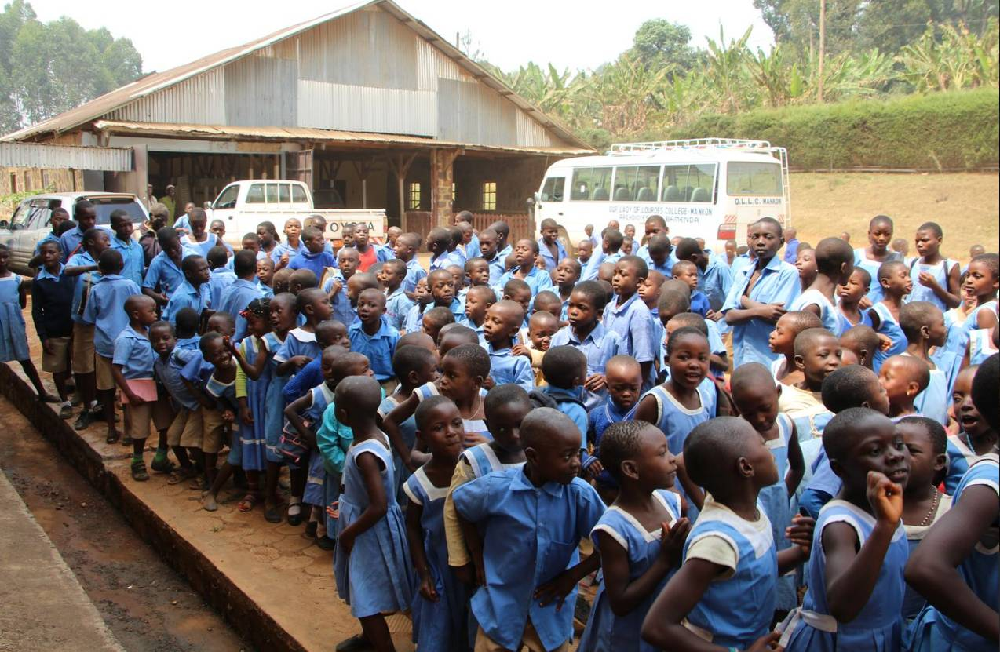 TOYOTA
OUR LADY OF LOURDES COLLEGE-MANKON
ARCHDIOCESE OF BAMENDA
O.L.L.C. MANKON